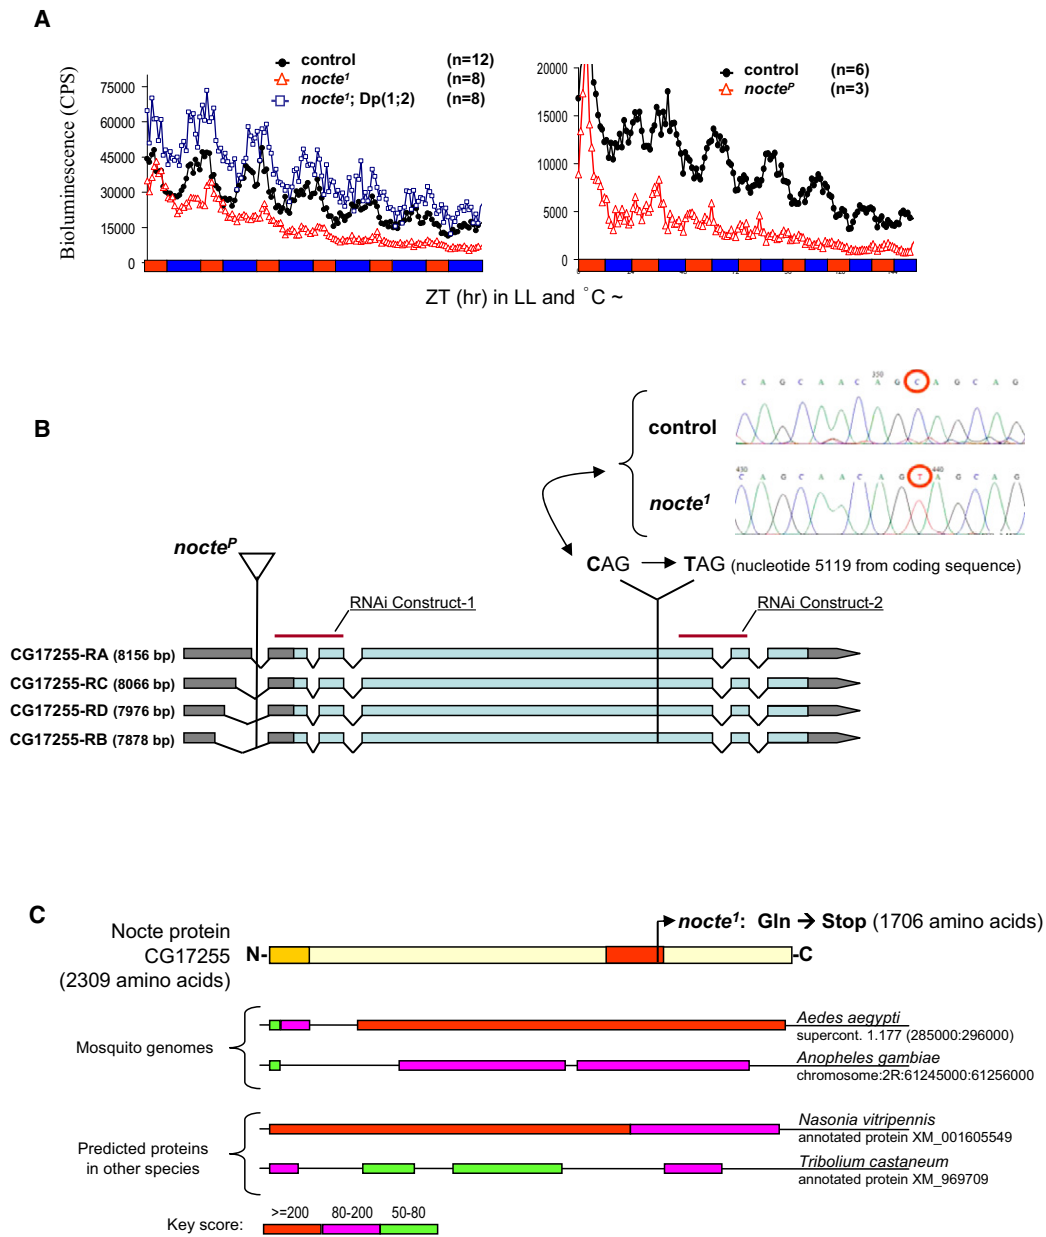 A
control (n=12)
nocte1 (n=8)
nocte1; Dp(1;2) (n=8)
Bioluminescence (CPS)
75000
60000
45000
30000
15000
0
control (n=6)
nocteP (n=3)
20000
15000
10000
5000
0
ZT (hr) in LL and °C ~
B
control
350
C A G C A A C A G C A G C A G
nocte1
430 440
C A G C A A C A G T A G C A G
nocteP
CAG TAG (nucleotide 5119 from coding sequence)
RNAi Construct-1
RNAi Construct-2
CG17255-RA (8156 bp)
CG17255-RC (8066 bp)
CG17255-RD (7976 bp)
CG17255-RB (7878 bp)
C
nocte1: Gln → Stop (1706 amino acids)
Nocte protein
CG17255
(2309 amino acids)
N- -C
Mosquito genomes
Aedes aegypti
supercont. 1.177 (285000:296000)
Anopheles gambiae
chromosome:2R:61245000:61256000
Predicted proteins
in other species
Nasonia vitripennis
annotated protein XM_001605549
Tribolium castaneum
annotated protein XM_969709
Key score:
>=200 80-200 50-80